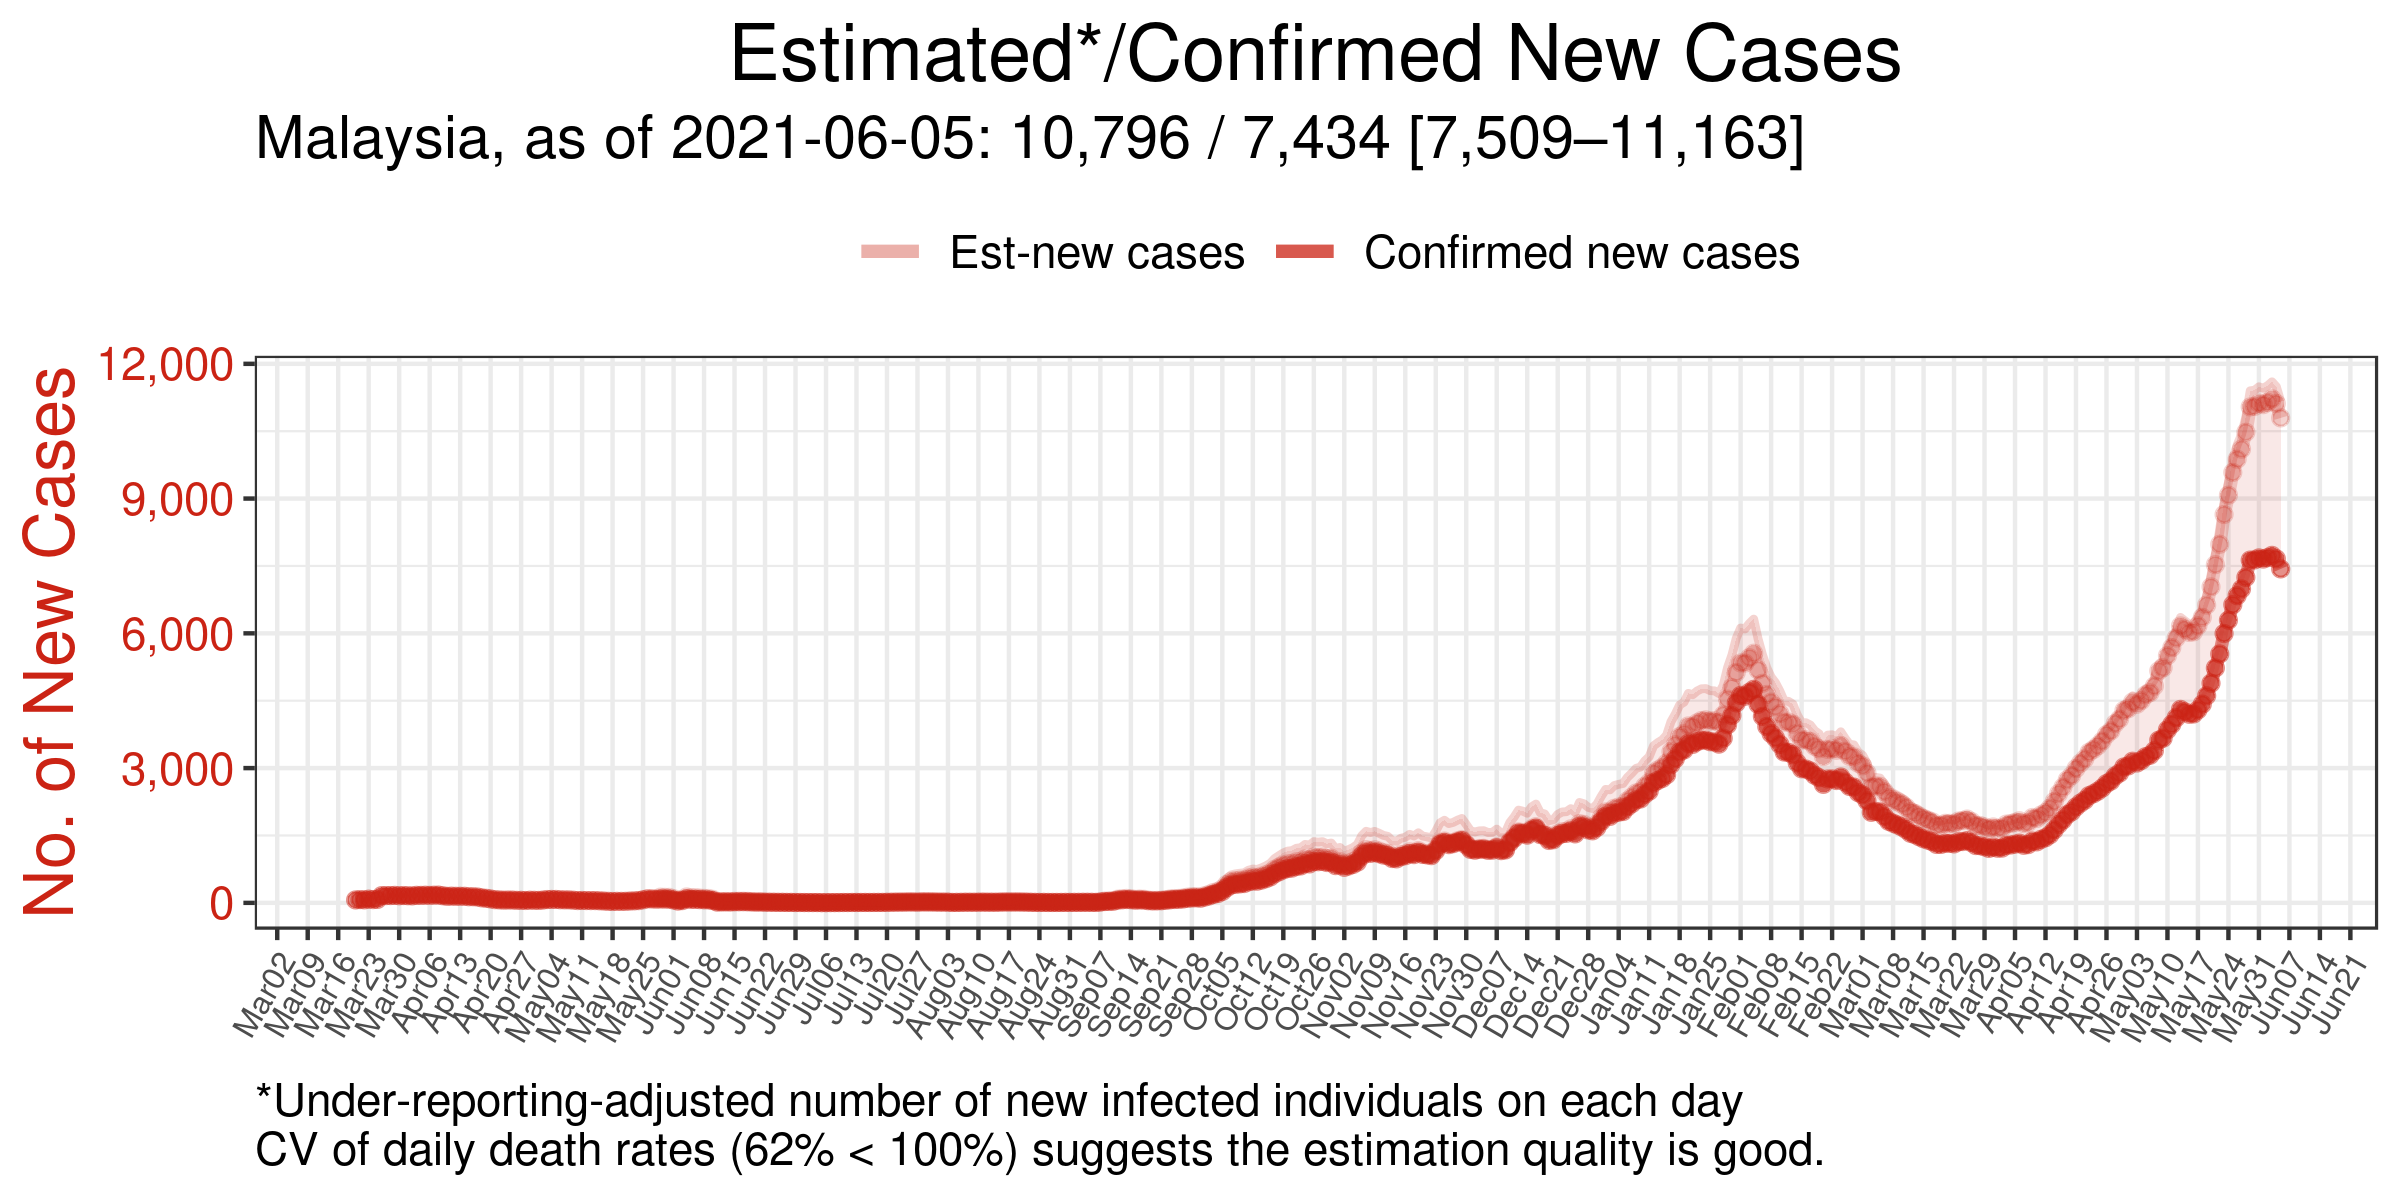 Estimated*/Confirmed New Cases
Malaysia, as of 2021-06-05: 10,796 / 7,434 [7,509–11,163]
Est-new cases
Confirmed new cases
No. of New Cases
12,000
9,000
6,000
3,000
0
Mar02
Mar09
Mar16
Mar23
Mar30
Apr06
Apr13
Apr20
Apr27
May04
May11
May18
May25
Jun01
Jun08
Jun15
Jun22
Jun29
Jul06
Jul13
Jul20
Jul27
Aug03
Aug10
Aug17
Aug24
Aug31
Sep07
Sep14
Sep21
Sep28
Oct05
Oct12
Oct19
Oct26
Nov02
Nov09
Nov16
Nov23
Nov30
Dec07
Dec14
Dec21
Dec28
Jan04
Jan11
Jan18
Jan25
Feb01
Feb08
Feb15
Feb22
Mar01
Mar08
Mar15
Mar22
Mar29
Apr05
Apr12
Apr19
Apr26
May03
May10
May17
May24
May31
Jun07
Jun14
Jun21
*Under-reporting-adjusted number of new infected individuals on each day
CV of daily death rates (62% < 100%) suggests the estimation quality is good.